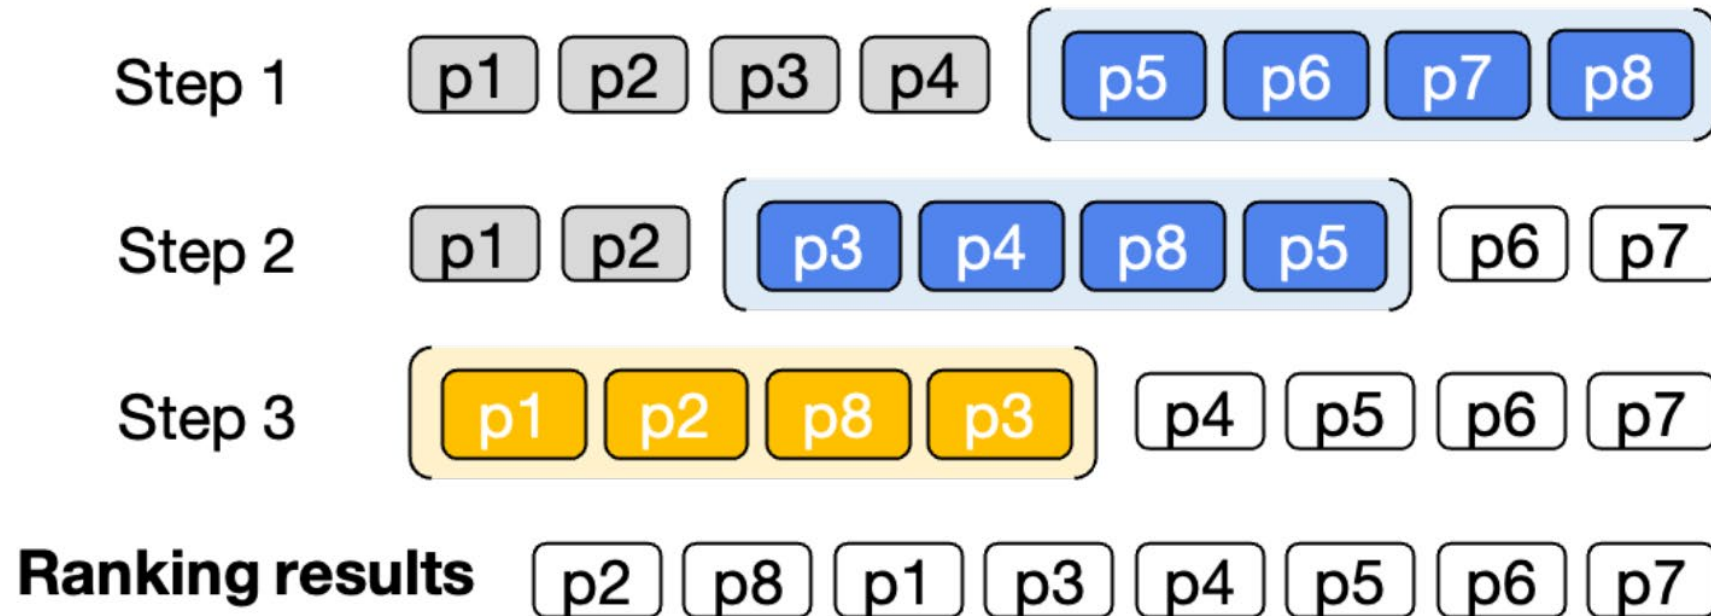 Step 1 p1 p2 p3 p4 p5 p6 p7 p8
Step 2 p1 p2 p3 p4 p8 p5 p6 p7
Step 3 p1 p2 p8 p3 p4 p5 p6 p7
Ranking results p2 p8 p1 p3 p4 p5 p6 p7